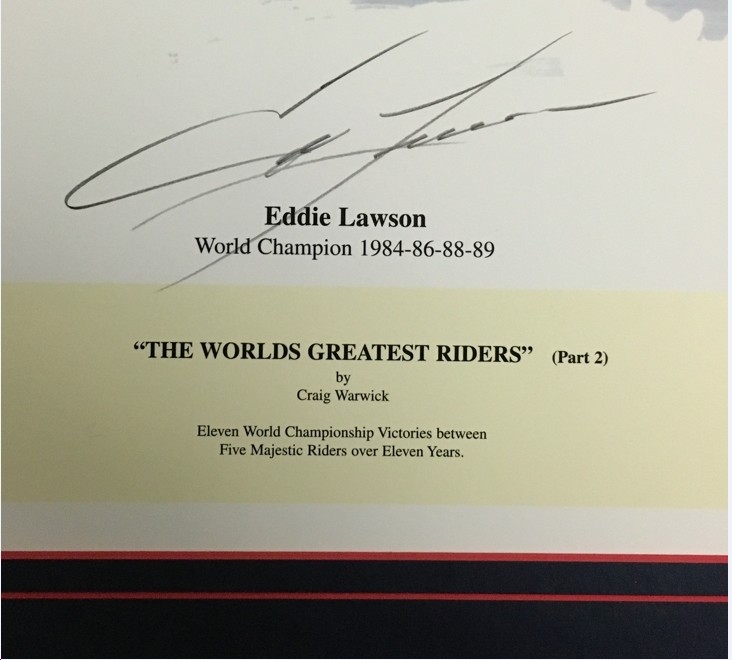 Eddie Lawson
World Champion 1984-86-88-89
“THE WORLDS GREATEST RIDERS” (Part 2)
by
Craig Warwick
Eleven World Championship Victories between
Five Majestic Riders over Eleven Years.